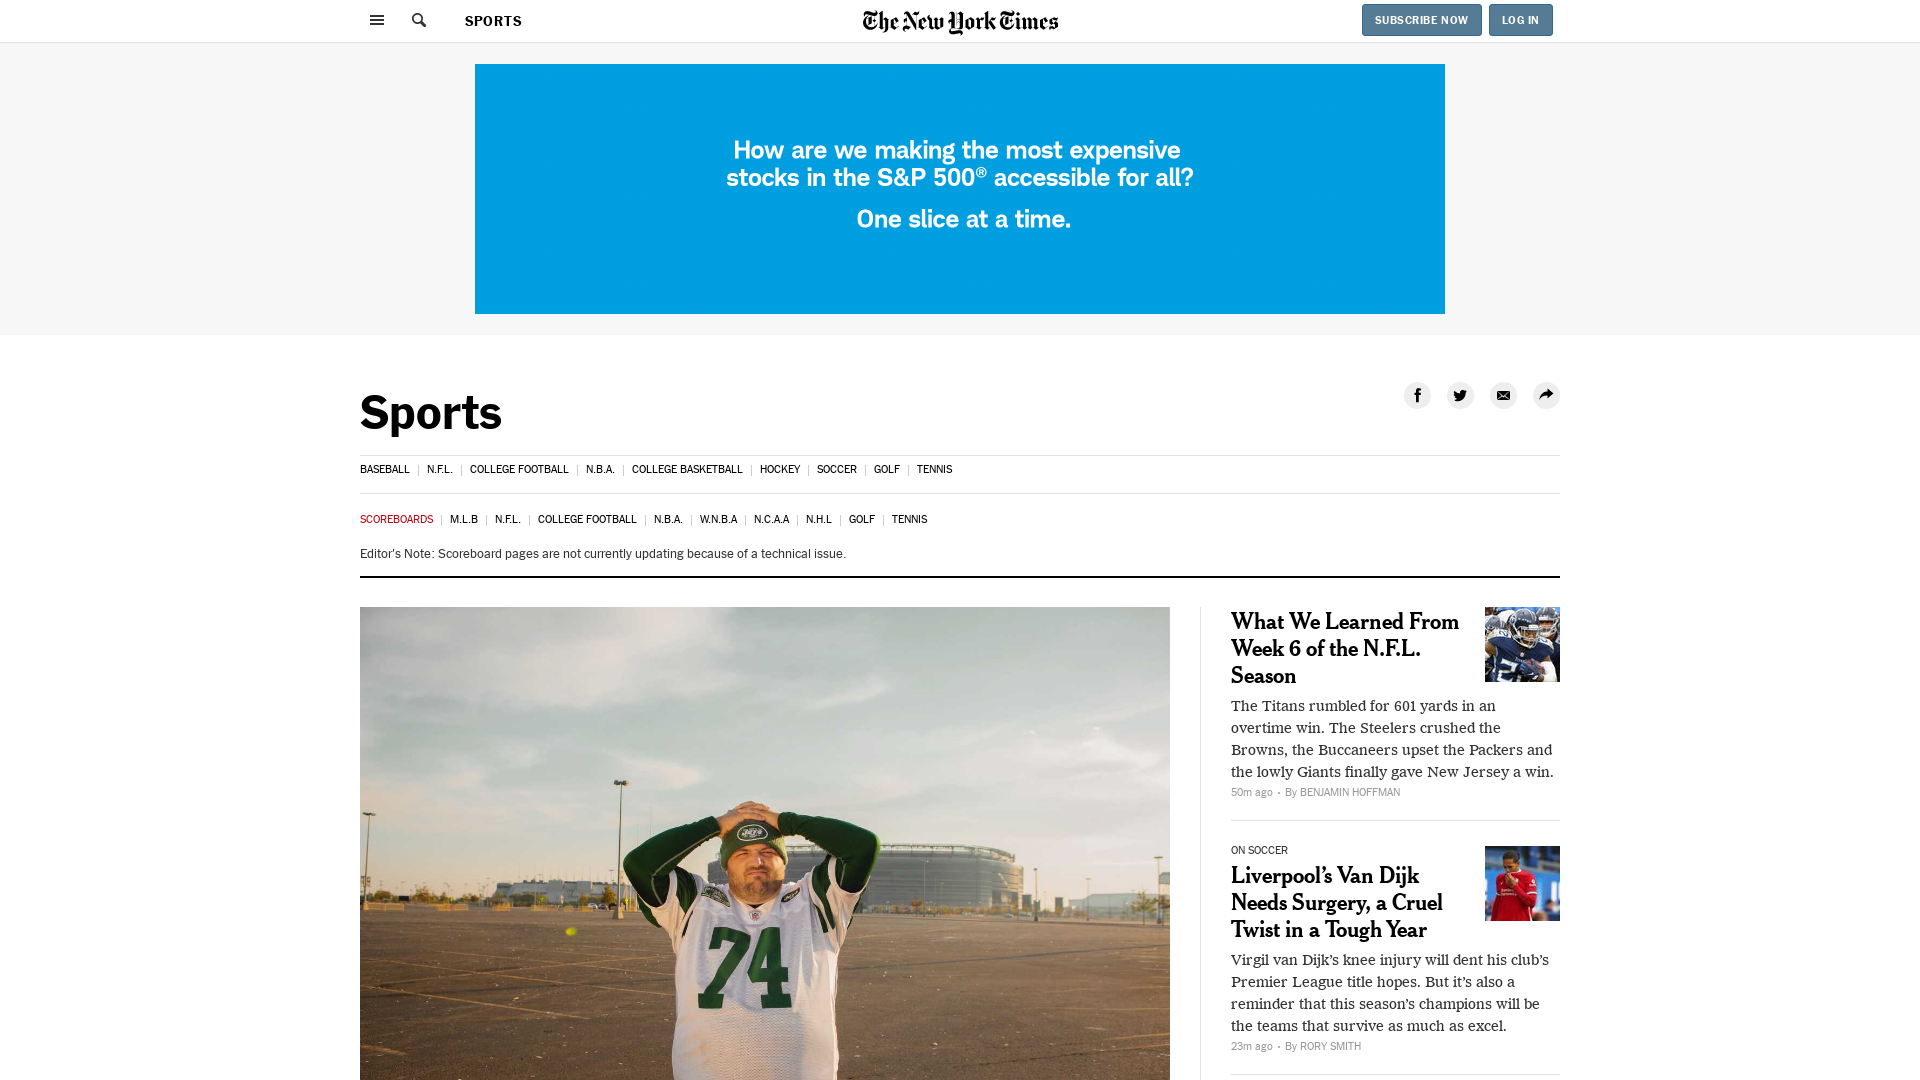 SPORTS
The New York Times
SUBSCRIBE NOW
LOG IN
How are we making the most expensive
stocks in the S&P 500® accessible for all?
One slice at a time.
Sports
BASEBALL | N.F.L. | COLLEGE FOOTBALL | N.B.A. | COLLEGE BASKETBALL | HOCKEY | SOCCER | GOLF | TENNIS
SCOREBOARDS | M.L.B | N.F.L. | COLLEGE FOOTBALL | N.B.A. | W.N.B.A | N.C.A.A | N.H.L | GOLF | TENNIS
Editor's Note: Scoreboard pages are not currently updating because of a technical issue.
JETS
74
What We Learned From
Week 6 of the N.F.L.
Season
The Titans rumbled for 601 yards in an
overtime win. The Steelers crushed the
Browns, the Buccaneers upset the Packers and
the lowly Giants finally gave New Jersey a win.
50m ago • By BENJAMIN HOFFMAN
ON SOCCER
Liverpool’s Van Dijk
Needs Surgery, a Cruel
Twist in a Tough Year
Virgil van Dijk’s knee injury will dent his club’s
Premier League title hopes. But it’s also a
reminder that this season’s champions will be
the teams that survive as much as excel.
23m ago • By RORY SMITH